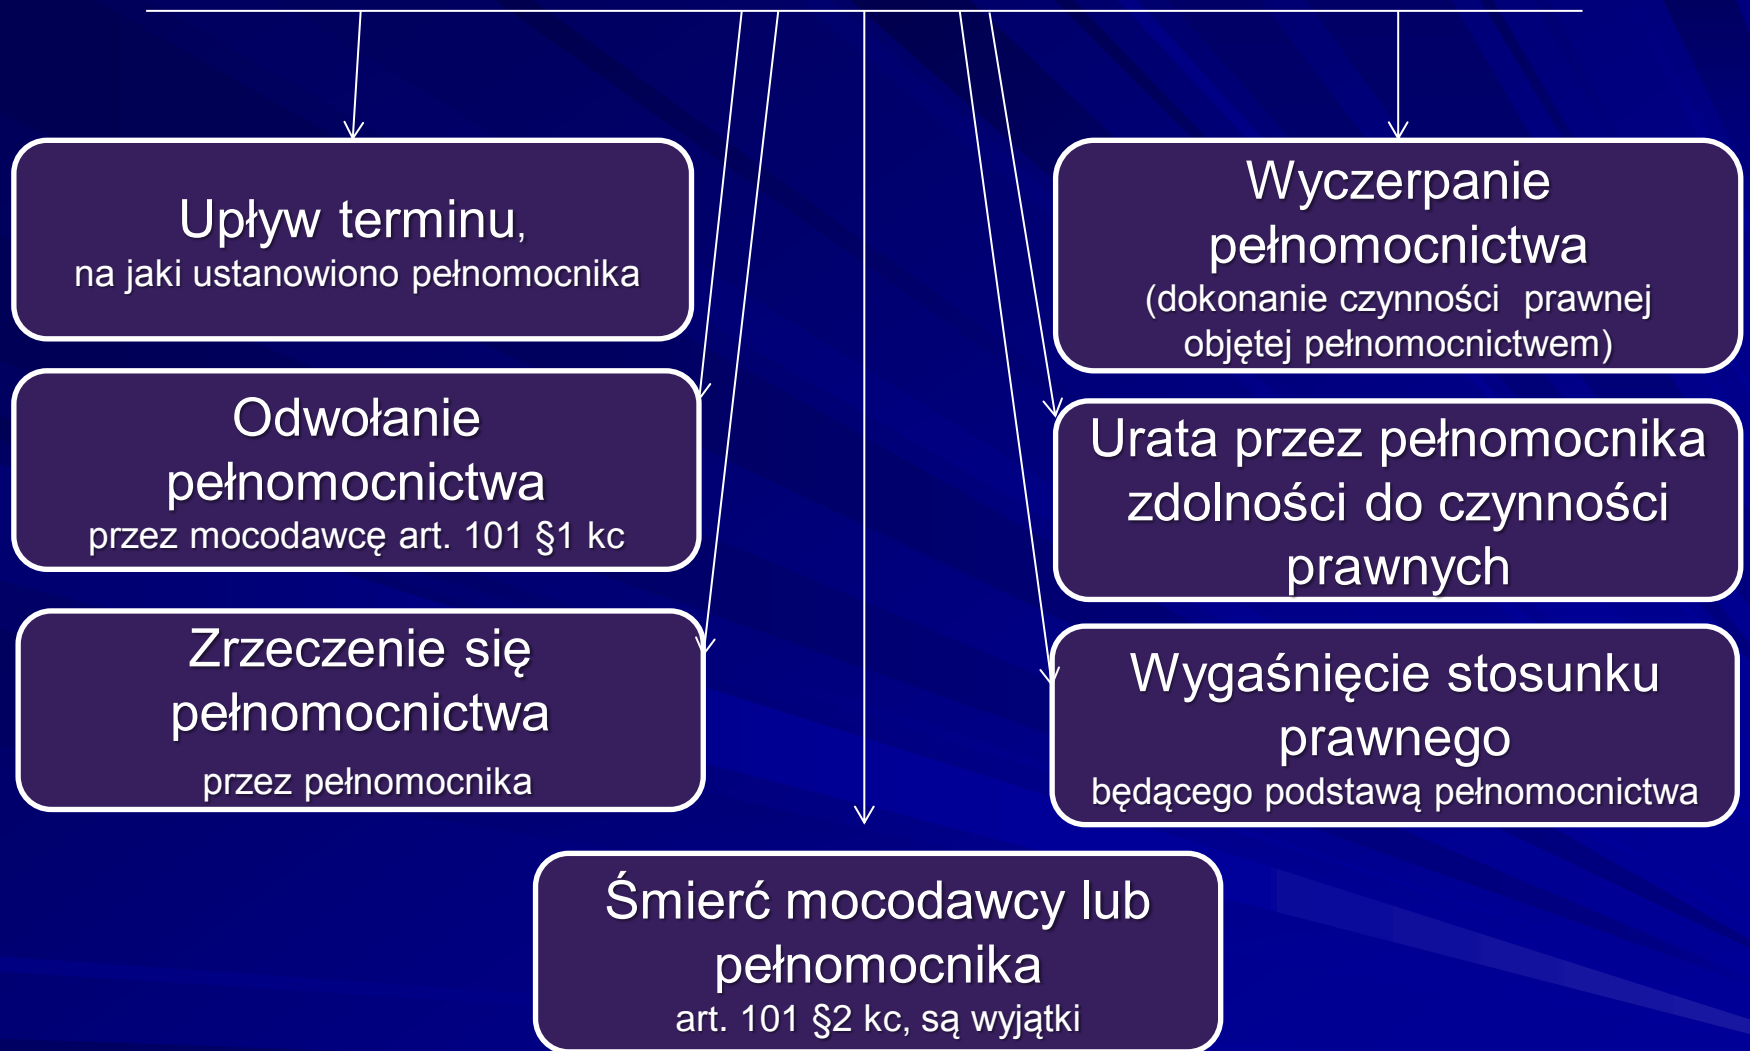 Upływ terminu,
na jaki ustanowiono pełnomocnika
Odwołanie
pełnomocnictwa
przez mocodawcę art. 101 §1 kc
Zrzeczenie się
pełnomocnictwa
przez pełnomocnika
Wyczerpanie
pełnomocnictwa
(dokonanie czynności prawnej
objętej pełnomocnictwem)
Urata przez pełnomocnika
zdolności do czynności
prawnych
Wygaśnięcie stosunku
prawnego
będącego podstawą pełnomocnictwa
Śmierć mocodawcy lub
pełnomocnika
art. 101 §2 kc, są wyjątki